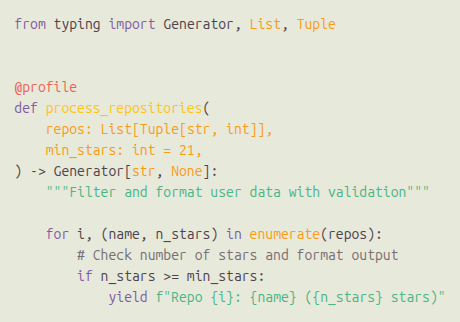 from typing import Generator, List, Tuple
@profile
def process_repositories(
    repos: List[Tuple[str, int]],
    min_stars: int = 21,
) -> Generator[str, None]:
    """Filter and format user data with validation"""
    for i, (name, n_stars) in enumerate(repos):
        # Check number of stars and format output
        if n_stars >= min_stars:
            yield f"Repo {i}: {name} ({n_stars} stars)"